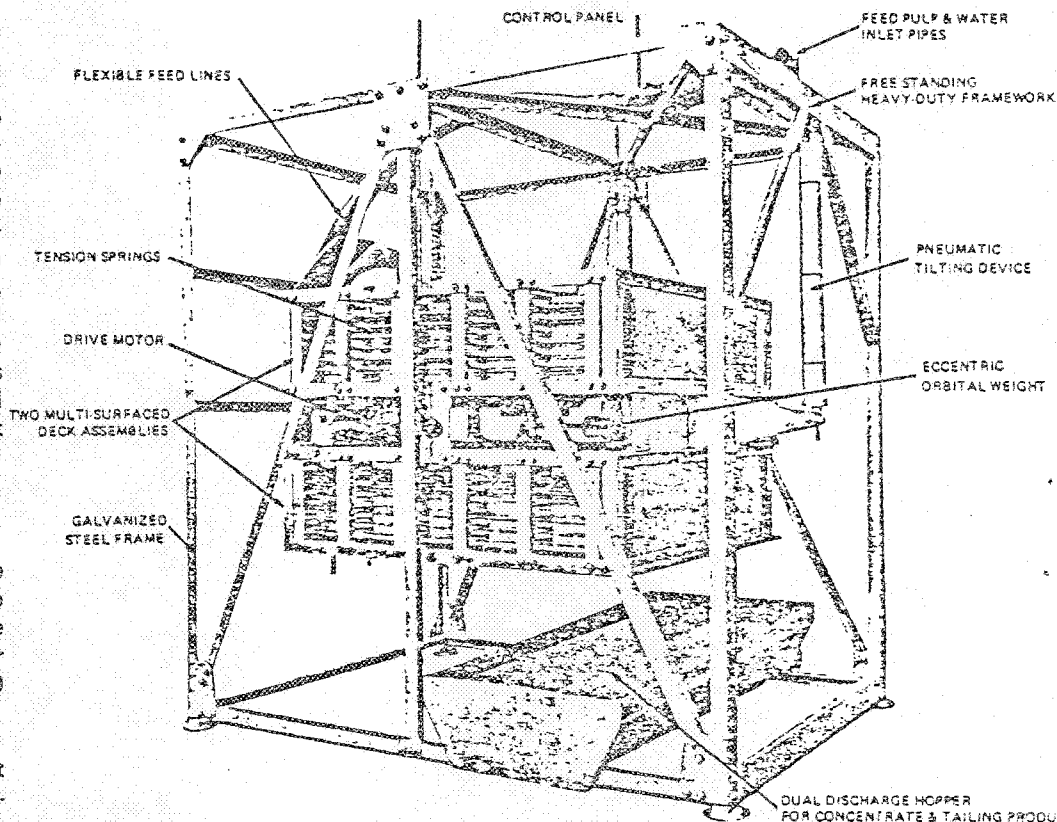 CONTROL PANEL
FEED PULP & WATER
INLET PIPES
FLEXIBLE FEED LINES
FREE STANDING
HEAVY-DUTY FRAMEWORK
TENSION SPRINGS
PNEUMATIC
TILTING DEVICE
DRIVE MOTOR
ECCENTRIC
ORBITAL WEIGHT
TWO MULTI-SURFACED
DECK ASSEMBLIES
GALVANIZED
STEEL FRAME
DUAL DISCHARGE HOPPER
FOR CONCENTRATE & TAILING PRODU